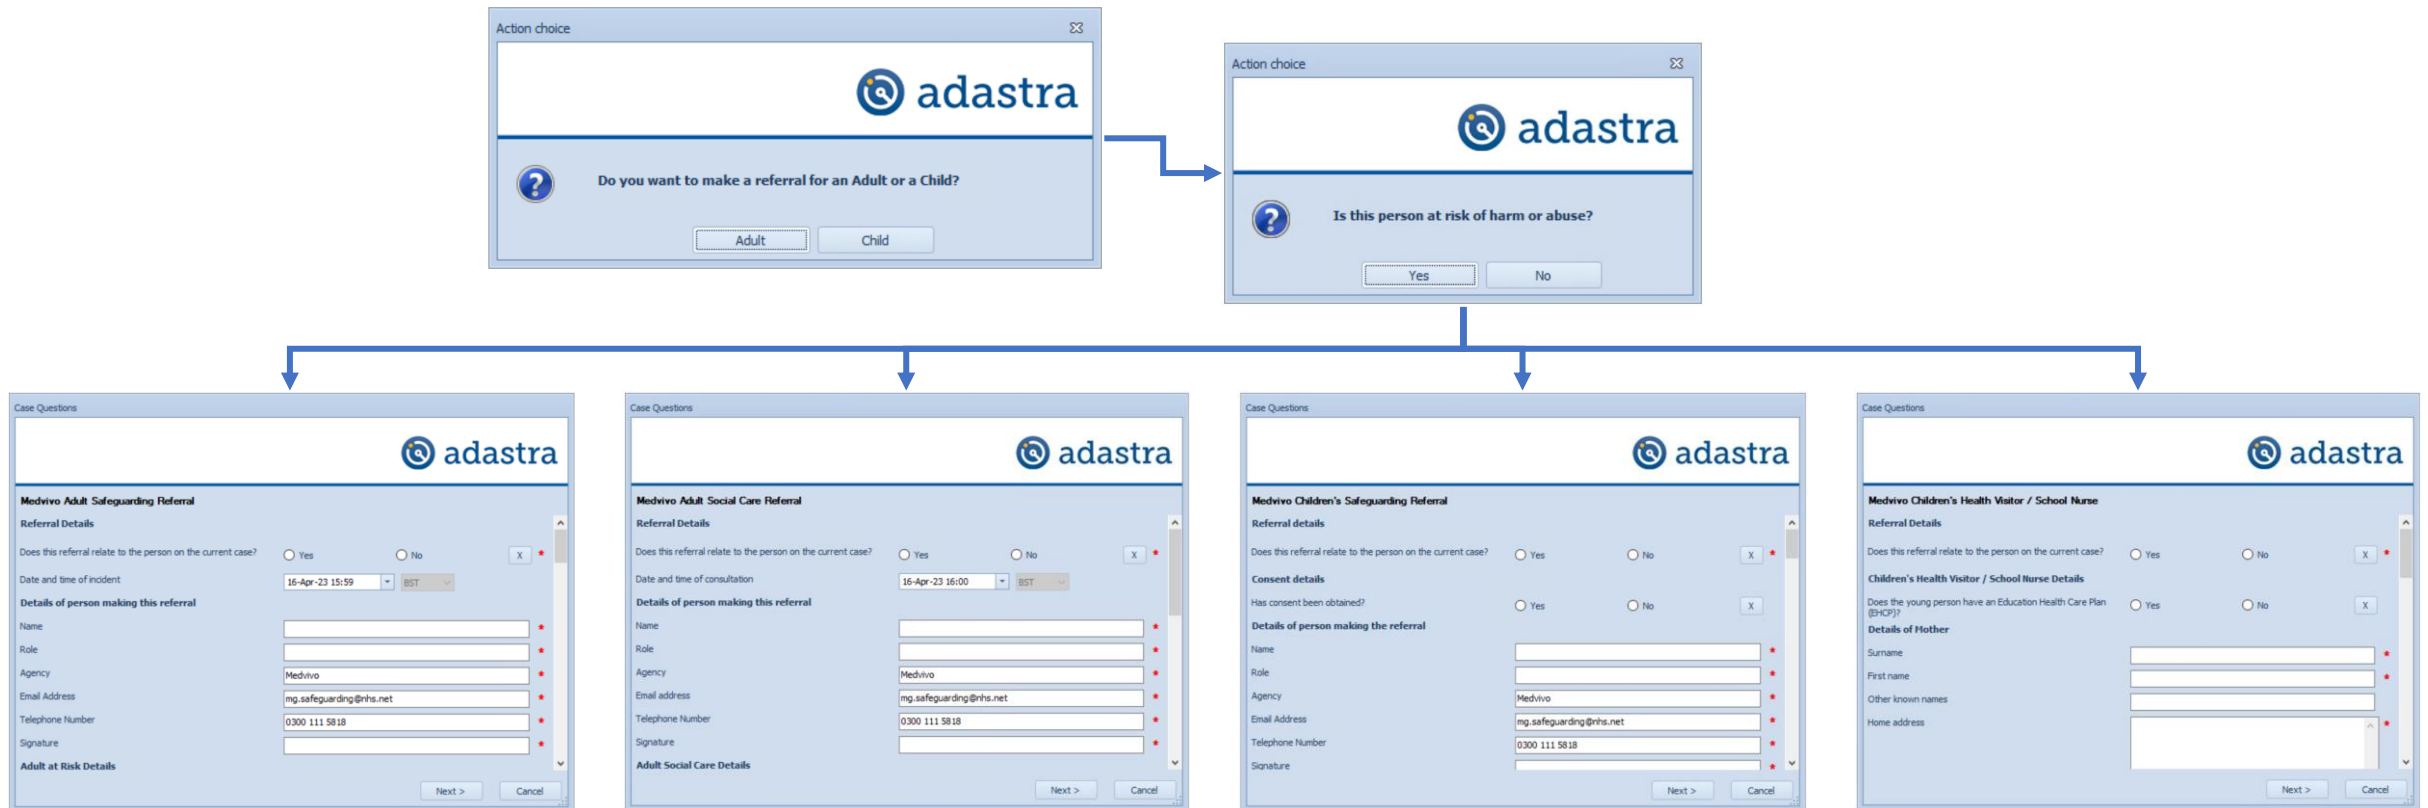 Action choice
adastra
Do you want to make a referral for an Adult or a Child?
Adult Child
Action choice
adastra
Is this person at risk of harm or abuse?
Yes No
Case Questions
adastra
Medvivo Adult Safeguarding Referral
Referral Details
Does this referral relate to the person on the current case? Yes No X *
Date and time of incident 16-Apr-23 15:59 BST
Details of person making this referral
Name *
Role *
Agency Medvivo *
Email Address mg.safeguarding@nhs.net *
Telephone Number 0300 111 5818 *
Signature *
Adult at Risk Details
Next > Cancel
Case Questions
adastra
Medvivo Adult Social Care Referral
Referral Details
Does this referral relate to the person on the current case? Yes No X *
Date and time of consultation 16-Apr-23 16:00 BST
Details of person making this referral
Name *
Role *
Agency Medvivo *
Email address mg.safeguarding@nhs.net *
Telephone Number 0300 111 5818 *
Signature *
Adult Social Care Details
Next > Cancel
Case Questions
adastra
Medvivo Children's Safeguarding Referral
Referral details
Does this referral relate to the person on the current case? Yes No X *
Consent details
Has consent been obtained? Yes No X
Details of person making the referral
Name *
Role *
Agency Medvivo *
Email Address mg.safeguarding@nhs.net *
Telephone Number 0300 111 5818 *
Signature *
Next > Cancel
Case Questions
adastra
Medvivo Children's Health Visitor / School Nurse
Referral Details
Does this referral relate to the person on the current case? Yes No X *
Children's Health Visitor / School Nurse Details
Does the young person have an Education Health Care Plan Yes No X
(EHCP)?
Details of Mother
Surname *
First name *
Other known names
Home address *
Next > Cancel